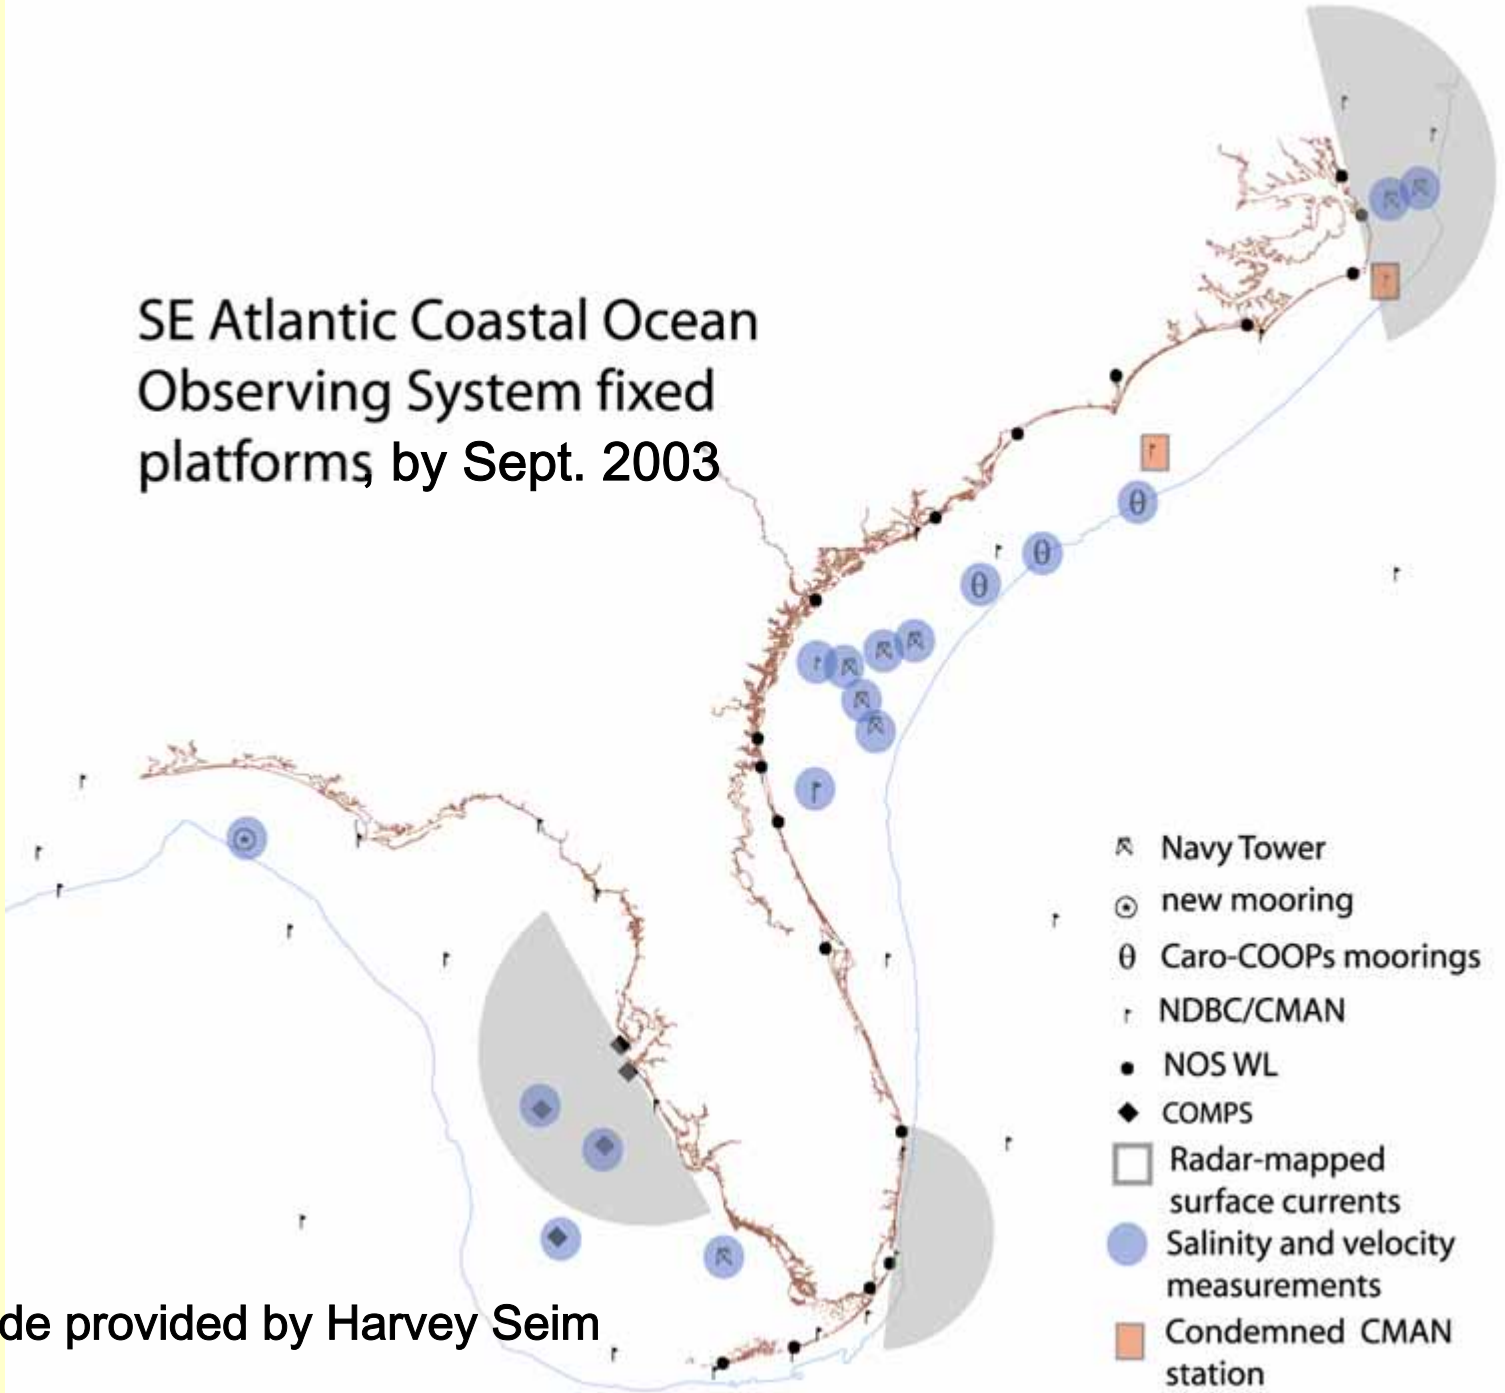 SE Atlantic Coastal Ocean
Observing System fixed
platforms, by Sept. 2003
Navy Tower
new mooring
θ Caro-COOPs moorings
NDBC/CMAN
NOS WL
COMPS
Radar-mapped
surface currents
Salinity and velocity
measurements
Condemned CMAN
station
de provided by Harvey Seim